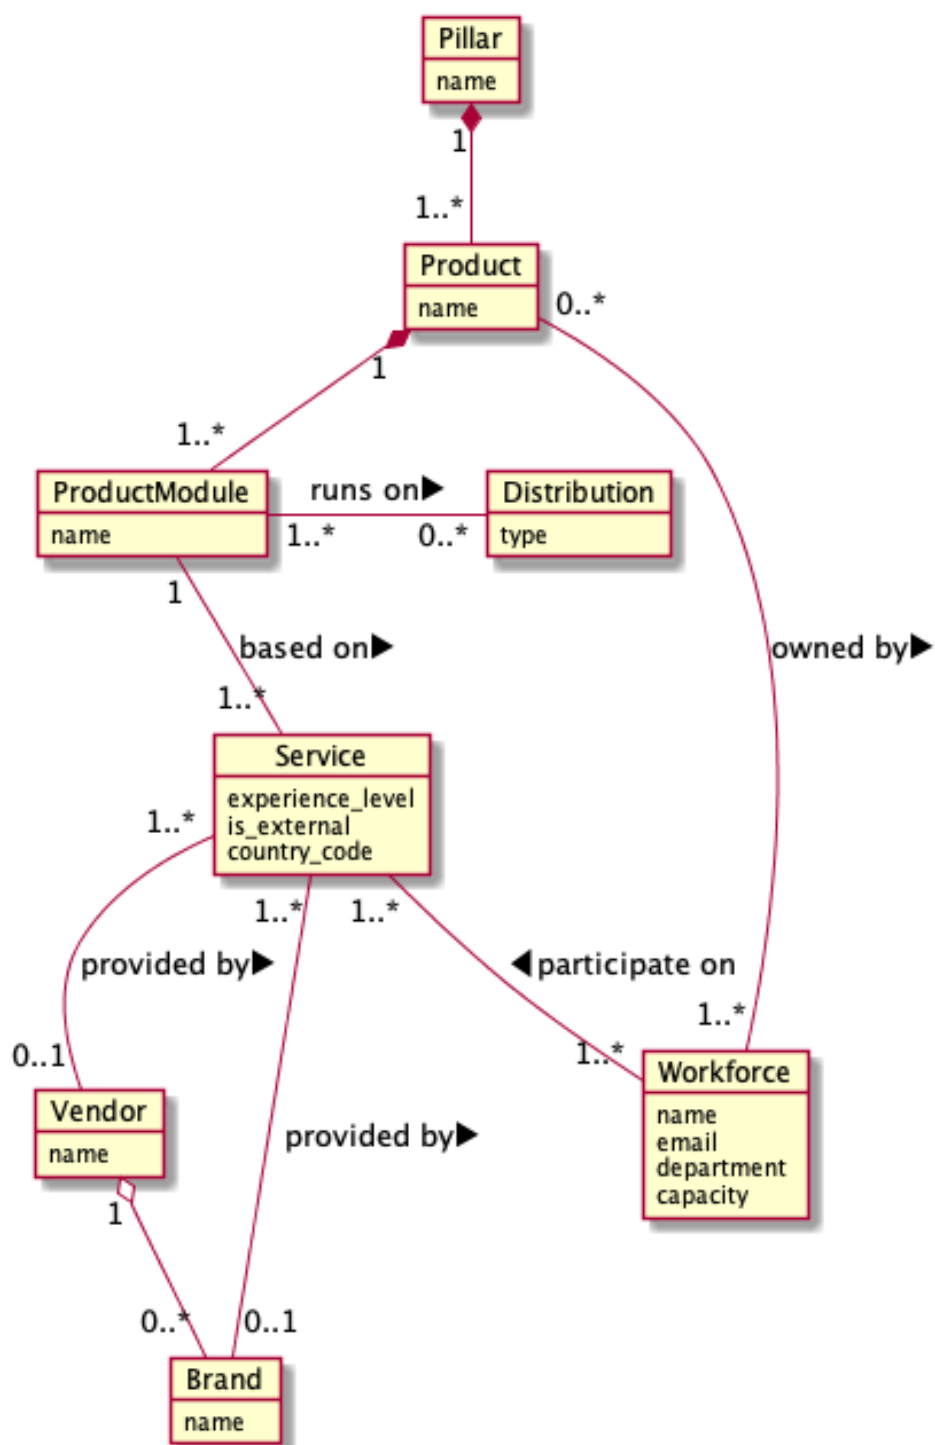 Pillar
name
1
1..*
Product
name
0..*
1
1..*
ProductModule
name
runs on▶
1..*
0..*
Distribution
type
1
based on▶
owned by▶
1..*
Service
experience_level
is_external
country_code
1..*
1..*
1..*
provided by▶
◀participate on
1..*
0..1
1..*
Workforce
name
email
department
capacity
Vendor
name
provided by▶
1
0..*
0..1
Brand
name